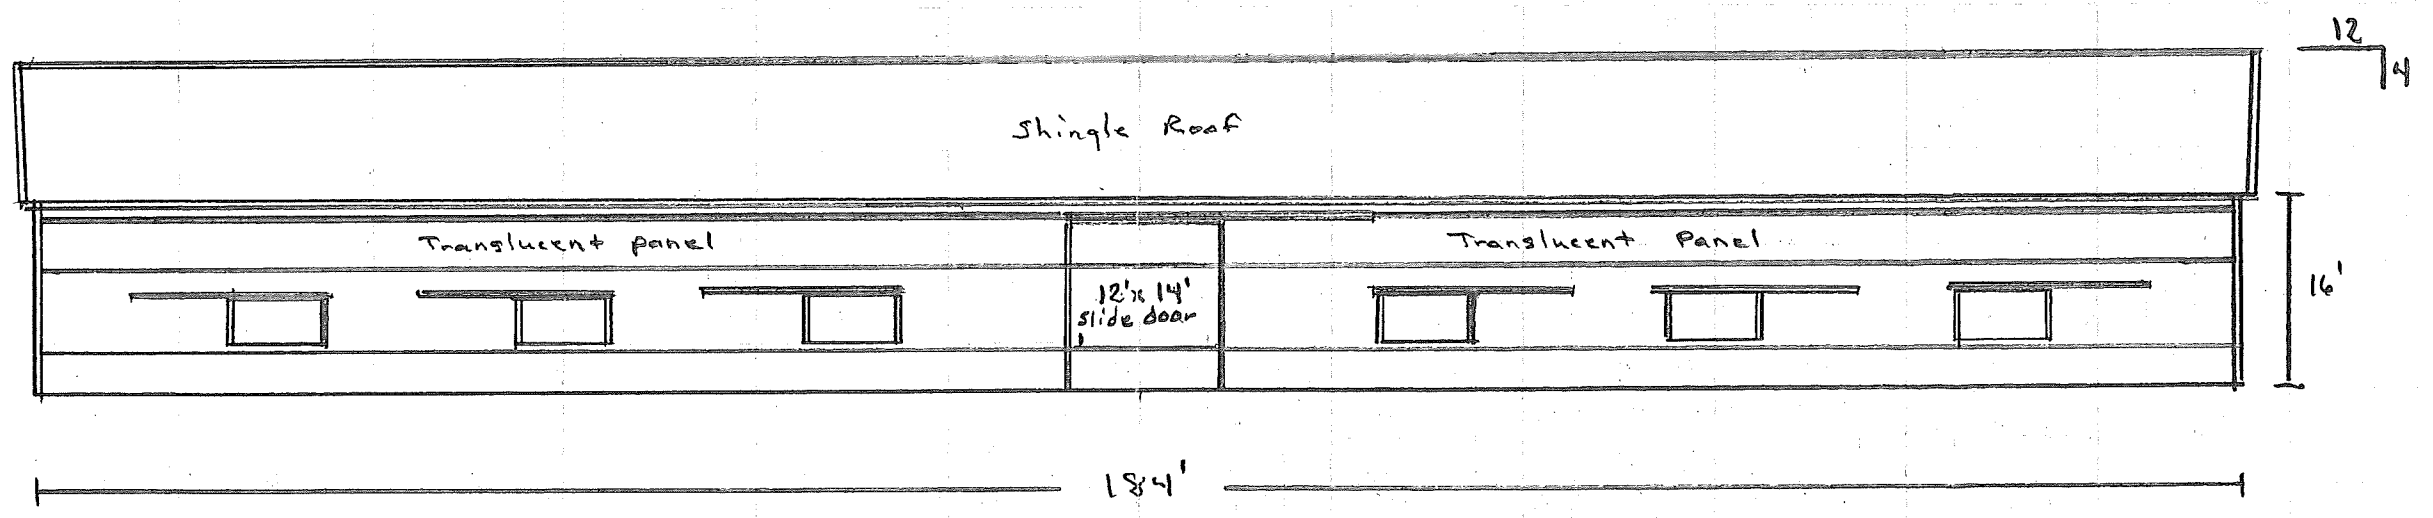 12
4
Shingle Roof
Translucent panel
Translucent Panel
12'x 14'
slide door
16'
184'